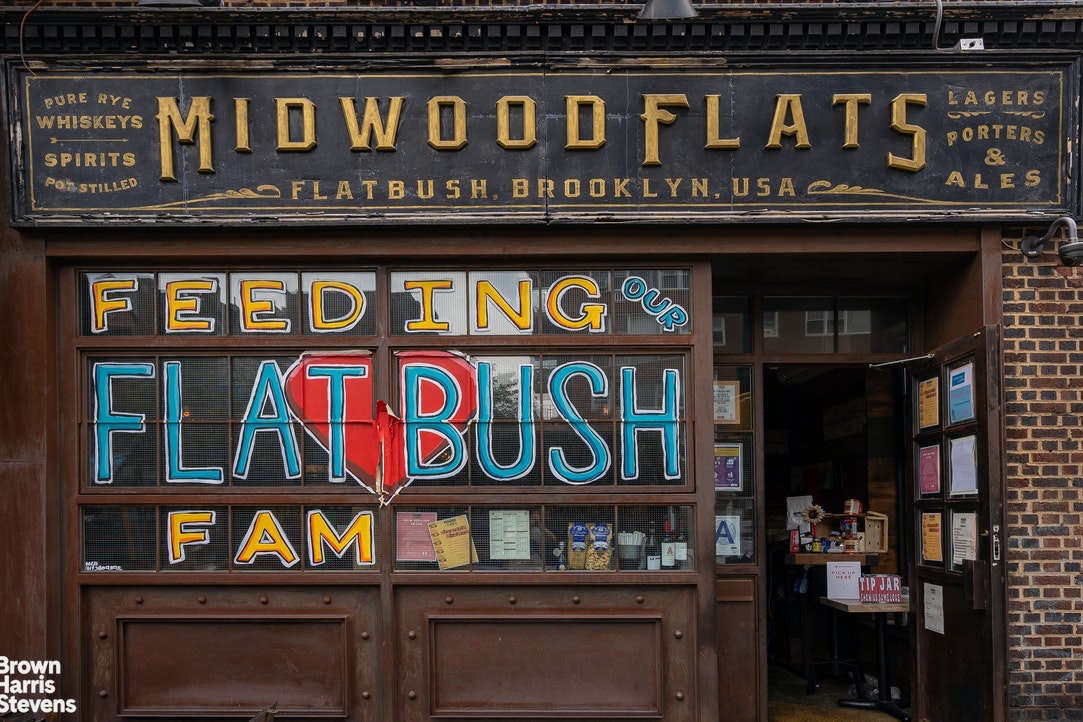 PURE RYE
WHISKEYS
SPIRITS
POT STILLED
MIDWOOD FLATS
FLATBUSH, BROOKLYN, USA
LAGERS
PORTERS
&
ALES
FEEDING OUR
FLATBUSH
FAM
A
PICK UP
HERE
TIP JAR
Brown
Harris
Stevens